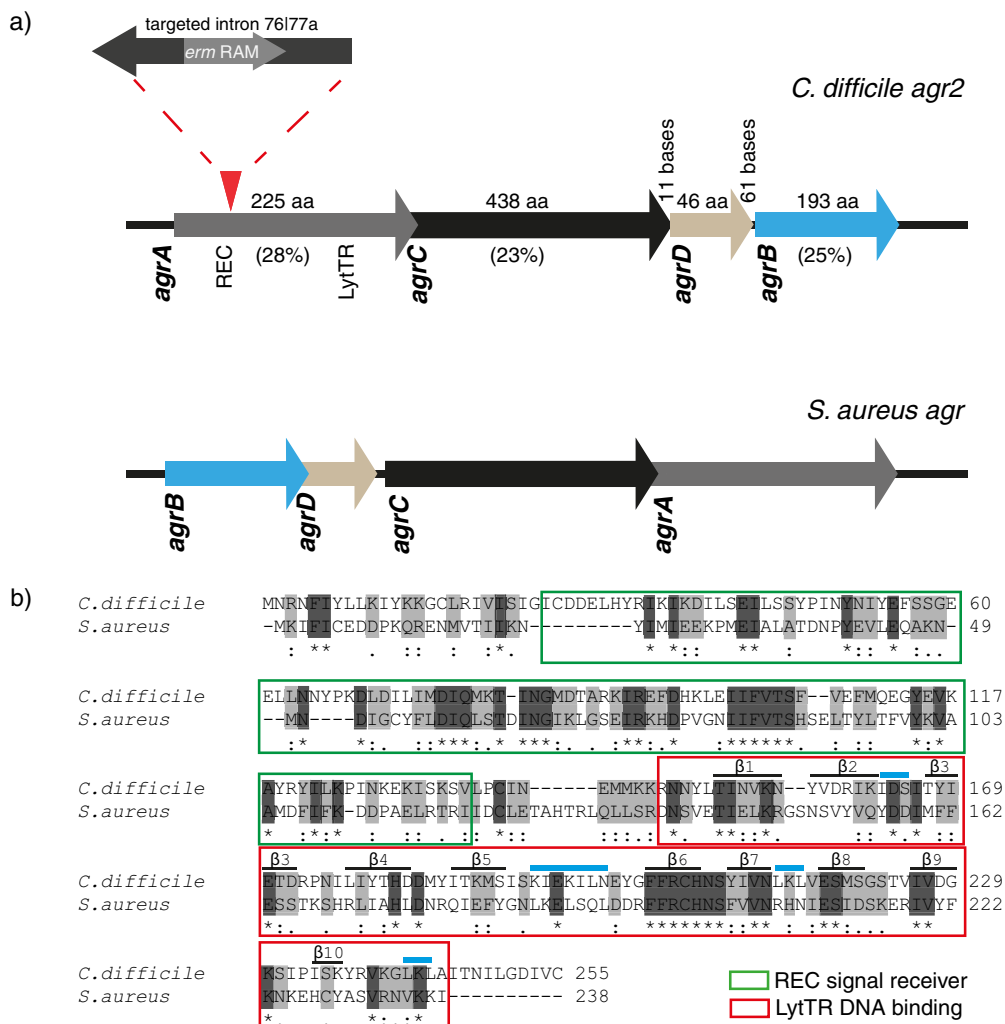 a)
targeted intron 76|77a
erm RAM
C. difficile agr2
11 bases
61 bases
225 aa
438 aa
46 aa
193 aa
agrA
REC
(28%)
LytTR
agrC
(23%)
agrD
agrB
(25%)
S. aureus agr
agrB
agrD
agrC
agrA
b)
C.difficile MNRNFIYLLKIYKKGCLRIVISIGICDDELHYRIKIKDILSEILSSYPINYNIYEFSSGE 60
S.aureus -MKIFICEDDPKQRENMVTIIKN--------YIMIEEKPMEIALATDNPYEVLEQAKN- 49
: ** . : : :. * * :: ** : * : * :..
C.difficile ELLNNYPKDLDILIMDIQMKT-INGMDTARKIREFDHKLEIIFVTSF--VEFMQEGYEVK 117
S.aureus --MN----DIGCYFLDIQLSTDINGIKLGSEIRKHDPVGNIIFVTSHSELTYLTFVYKVA 103
:* *:. ::***:.* ***:. . :**:.* :******. : :: *:*
C.difficile AYRYILKPINKEKISKSVLPCIN------EMMKKRNNYLTINVKN-YVDRIKIDSITYI 169
S.aureus AMDFIFK-DDPAELRTRIIDCLETAHTRLQLLSRDNSVETIELKRGSNSVYVQYDDIMFF 162
* :*:* : :: . :: *:: :: .: * **::* . : : *.* ::
β1 β2 β3
C.difficile ETDRPNILIYTHDDMYITKMSISKIEKILNEYGFFRCHNSYIVNLKLVESMSGSTVIVDG 229
S.aureus ESSTKSHRLIAHLDNRQIEFYGNLKELSQLDDRFFRCHNSFVVNRHNIESIDSKERIVYF 222
*:. . : :* * : :. : * : ******* ::** : :**:... **
β3 β4 β5 β6 β7 β8 β9
C.difficile KSIPISKYRVKGLKLAITNILGDIVC 255
S.aureus KNKEHCYASVRNVKKI---------- 238
*. : *:.:*
β10
REC signal receiver
LytTR DNA binding